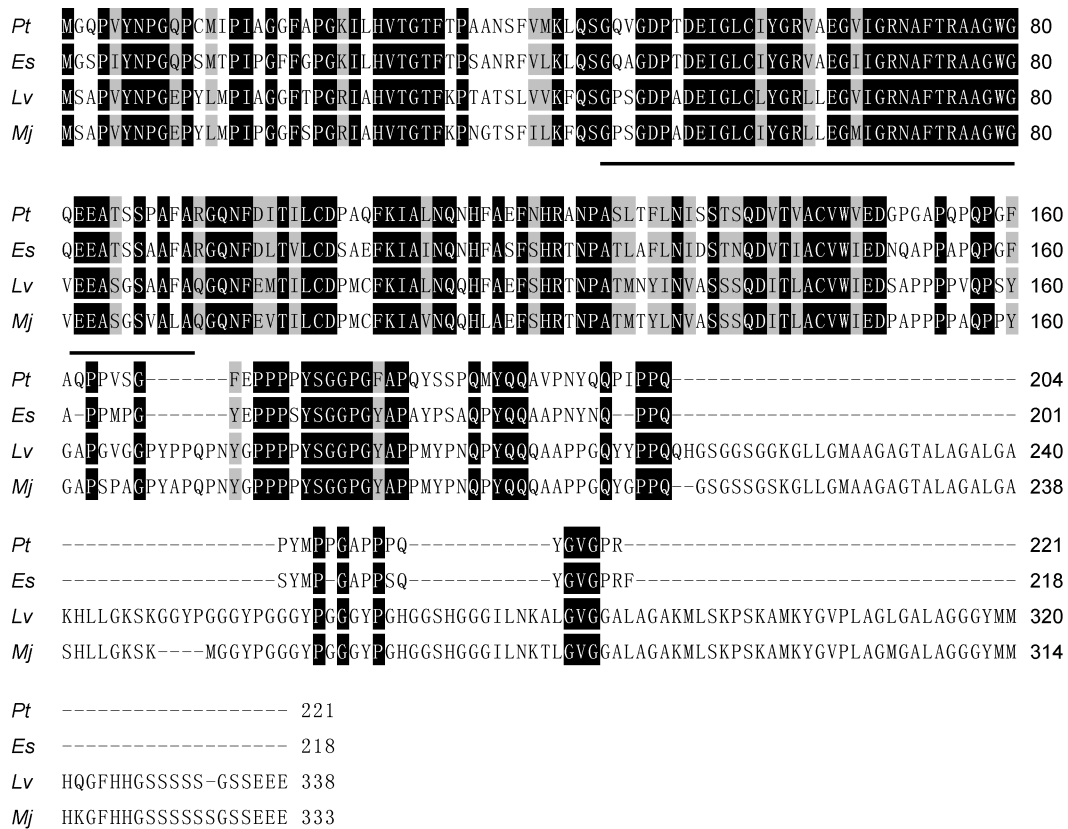 Pt MGQPVYNPGQPCMIPIAGGFAPGKILHVTGTFTPAANSFVMKLQSGQVGDPTDEIGLCIYGRVAEGVIGRNAFTRAAGWG 80
Es MGSPIYNPGQPSMTPIPGFFGPGKILHVTGTFTPSANRFVLKLQSGQAGDPTDEIGLCIYGRVAEGIIGRNAFTRAAGWG 80
Lv MSAPVYNPGEPYLMPIAGGFTPGRIAHVTGTFKPTATSLVVKFQSGPSGDPADEIGLCLYGRLLEGVIGRNAFTRAAGWG 80
Mj MSAPVYNPGEPYLMPIPGGFSPGRIAHVTGTFKPNGTSFILKFQSGPSGDPADEIGLCIYGRLLEGMIGRNAFTRAAGWG 80
Pt QEEATSSPAFARGQNFDITILCDPAQFKIALNQNHFAEFNHRANPASLTFLNISSTSQDVTVACVWVEDGPGAPQPQPGF 160
Es QEEATSSAAFARGQNFDLTVLCDSAEFKIAINQNHFASFSHRTNPATLAFLNIDSTNQDVTIACVWIEDNQAPPAPQPGF 160
Lv VEEASGSAAFAQGQNFEMTILCDPMCFKIALNQQHFAEFSHRTNPATMNYINVASSSQDITLACVWIEDSAPPPPVQPSY 160
Mj VEEASGSVALAQGQNFEVTILCDPMCFKIAVNQQHLAEFSHRTNPATMTYLNVASSSQDITLACVWIEDPAPPPPAQPPY 160
Pt AQPPVSG-------FEPPPPYSGGPGFAPQYSSPQMYQQAVPNYQQPIPPQ----------------------------- 204
Es A-PPMPG-------YEPPPSYSGGPGYAPAYPSAQPYQQAAPNYNQ--PPQ----------------------------- 201
Lv GAPGVGGPYPPQPNYGPPPPYSGGPGYAPPMYPNQPYQQQAAPPGQYYPPQQHGSGGSGGKGLLGMAAGAGTALAGALGA 240
Mj GAPSPAGPYAPQPNYGPPPPYSGGPGYAPPMYPNQPYQQQAAPPGQYGPPQ--GSGSSGSKGLLGMAAGAGTALAGALGA 238
Pt ------------------PYMPPGAPPPQ------------YGVGPR--------------------------------- 221
Es ------------------SYMP-GAPPSQ------------YGVGPRF-------------------------------- 218
Lv KHLLGKSKGGYPGGGYPGGGYPGGGYPGHGGSHGGGILNKALGVGGALAGAKMLSKPSKAMKYGVPLAGLGALAGGGYMM 320
Mj SHLLGKSK----MGGYPGGGYPGGGYPGHGGSHGGGILNKTLGVGGALAGAKMLSKPSKAMKYGVPLAGMGALAGGGYMM 314
Pt ------------------- 221
Es ------------------- 218
Lv HQGFHHGSSSSS-GSSEEE 338
Mj HKGFHHGSSSSSSGSSEEE 333